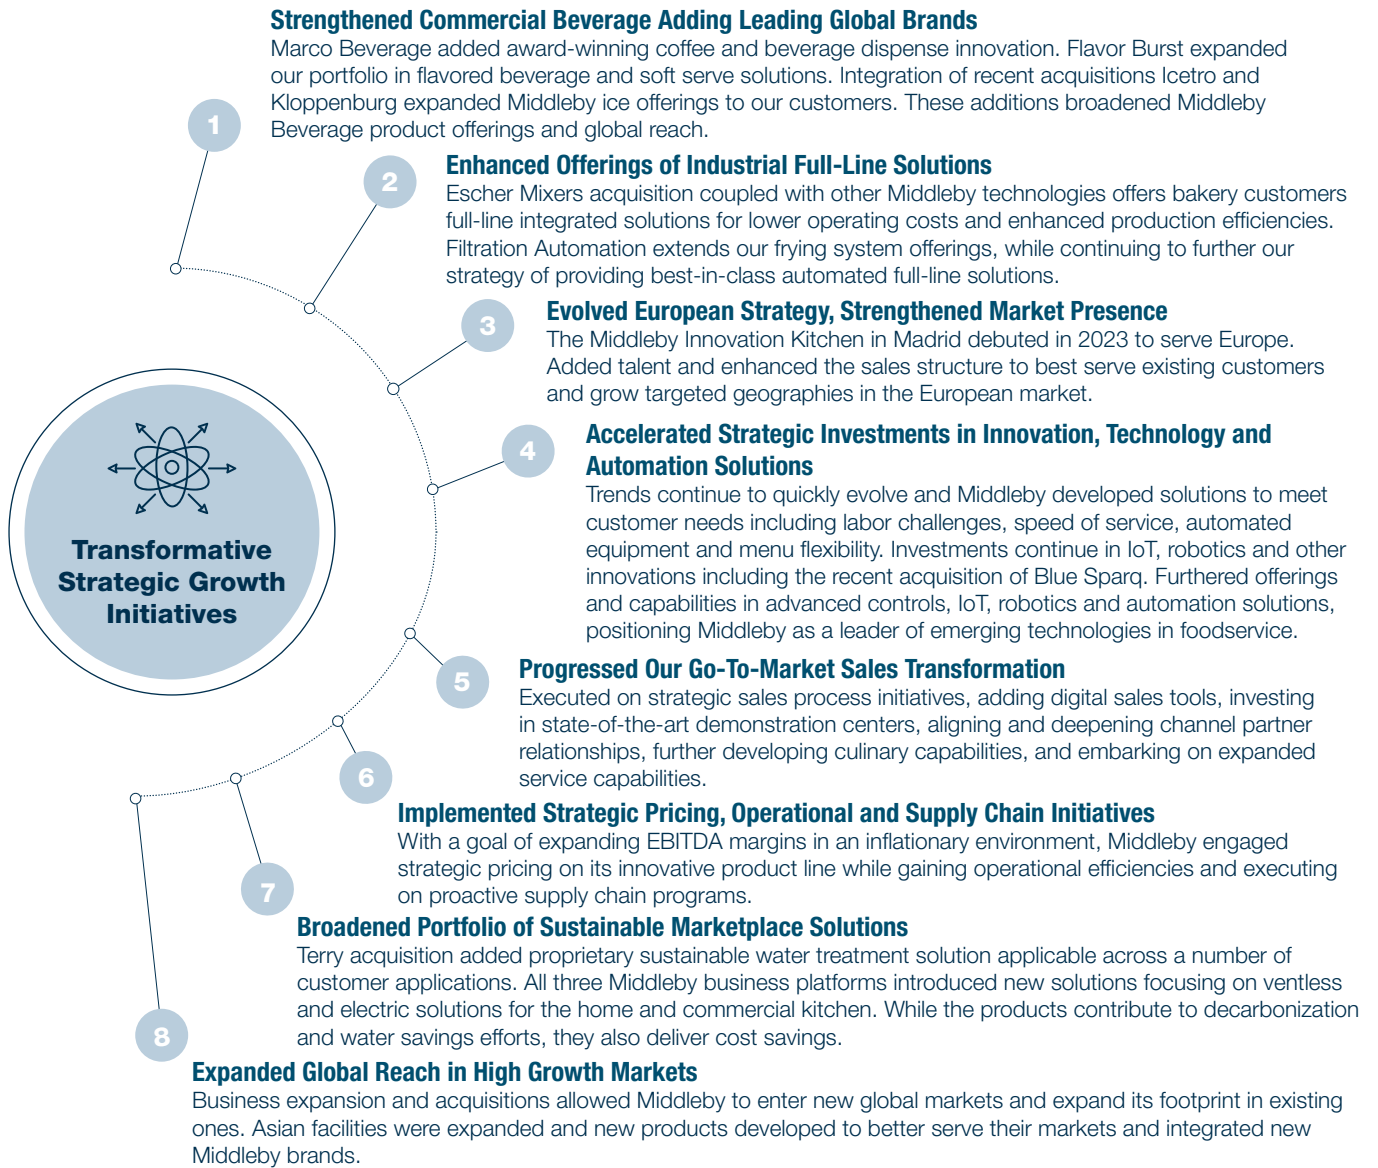 Strengthened Commercial Beverage Adding Leading Global Brands
Marco Beverage added award-winning coffee and beverage dispense innovation. Flavor Burst expanded
our portfolio in flavored beverage and soft serve solutions. Integration of recent acquisitions Icetro and
Kloppenburg expanded Middleby ice offerings to our customers. These additions broadened Middleby
Beverage product offerings and global reach.
1
Enhanced Offerings of Industrial Full-Line Solutions
2
Escher Mixers acquisition coupled with other Middleby technologies offers bakery customers
full-line integrated solutions for lower operating costs and enhanced production efficiencies.
Filtration Automation extends our frying system offerings, while continuing to further our
strategy of providing best-in-class automated full-line solutions.
Evolved European Strategy, Strengthened Market Presence
3
The Middleby Innovation Kitchen in Madrid debuted in 2023 to serve Europe.
Added talent and enhanced the sales structure to best serve existing customers
and grow targeted geographies in the European market.
Accelerated Strategic Investments in Innovation, Technology and
4
Automation Solutions
Trends continue to quickly evolve and Middleby developed solutions to meet
customer needs including labor challenges, speed of service, automated
equipment and menu flexibility. Investments continue in IoT, robotics and other
innovations including the recent acquisition of Blue Sparq. Furthered offerings
and capabilities in advanced controls, IoT, robotics and automation solutions,
positioning Middleby as a leader of emerging technologies in foodservice.
Transformative
Strategic Growth
Initiatives
Progressed Our Go-To-Market Sales Transformation
5
Executed on strategic sales process initiatives, adding digital sales tools, investing
in state-of-the-art demonstration centers, aligning and deepening channel partner
relationships, further developing culinary capabilities, and embarking on expanded
service capabilities.
6
Implemented Strategic Pricing, Operational and Supply Chain Initiatives
With a goal of expanding EBITDA margins in an inflationary environment, Middleby engaged
strategic pricing on its innovative product line while gaining operational efficiencies and executing
on proactive supply chain programs.
7
Broadened Portfolio of Sustainable Marketplace Solutions
Terry acquisition added proprietary sustainable water treatment solution applicable across a number of
customer applications. All three Middleby business platforms introduced new solutions focusing on ventless
and electric solutions for the home and commercial kitchen. While the products contribute to decarbonization
and water savings efforts, they also deliver cost savings.
8
Expanded Global Reach in High Growth Markets
Business expansion and acquisitions allowed Middleby to enter new global markets and expand its footprint in existing
ones. Asian facilities were expanded and new products developed to better serve their markets and integrated new
Middleby brands.